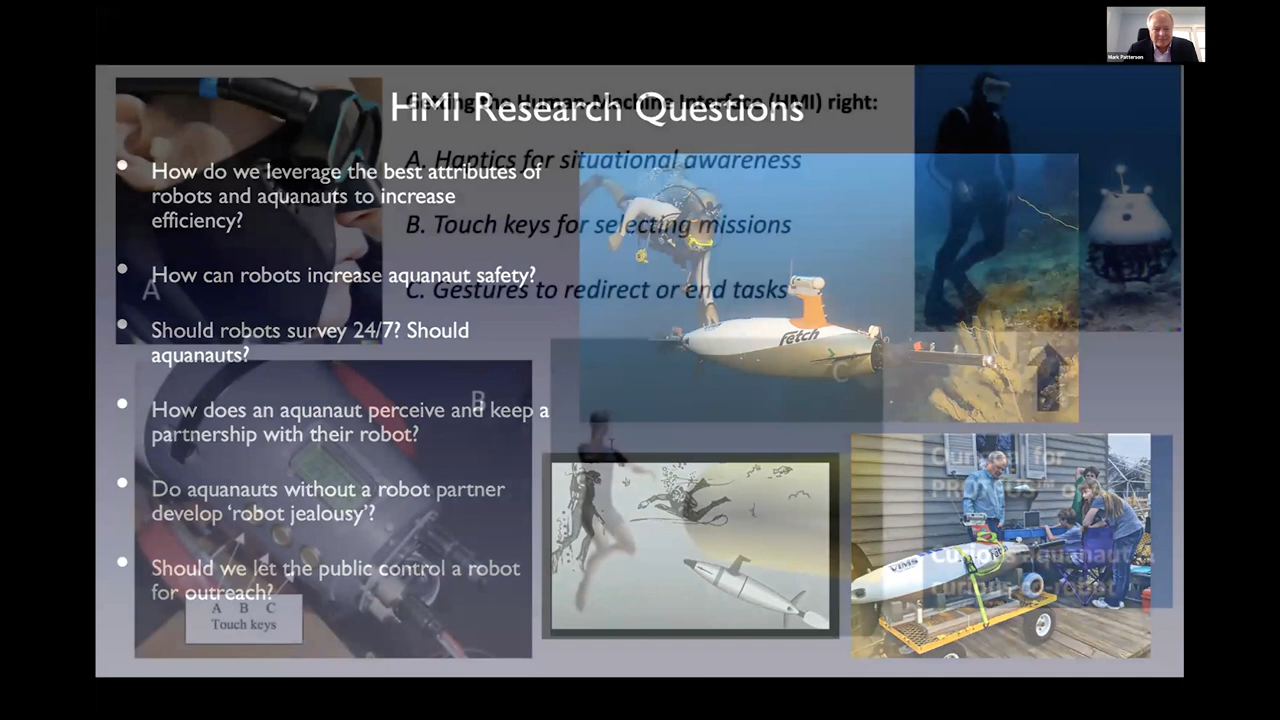 Mark Patterson
Getting the Human-Machine Interface (HMI) right:
HMI Research Questions
A. Haptics for situational awareness
B. Touch keys for selecting missions
C. Gestures to redirect or end tasks
• How do we leverage the best attributes of
robots and aquanauts to increase
efficiency?
• How can robots increase aquanaut safety?
• Should robots survey 24/7? Should
aquanauts?
• How does an aquanaut perceive and keep a
partnership with their robot?
• Do aquanauts without a robot partner
develop ‘robot jealousy’?
• Should we let the public control a robot
for outreach?
A
B
C
Fetch
A B C
Touch keys
VIMS
for
Curious aquanaut